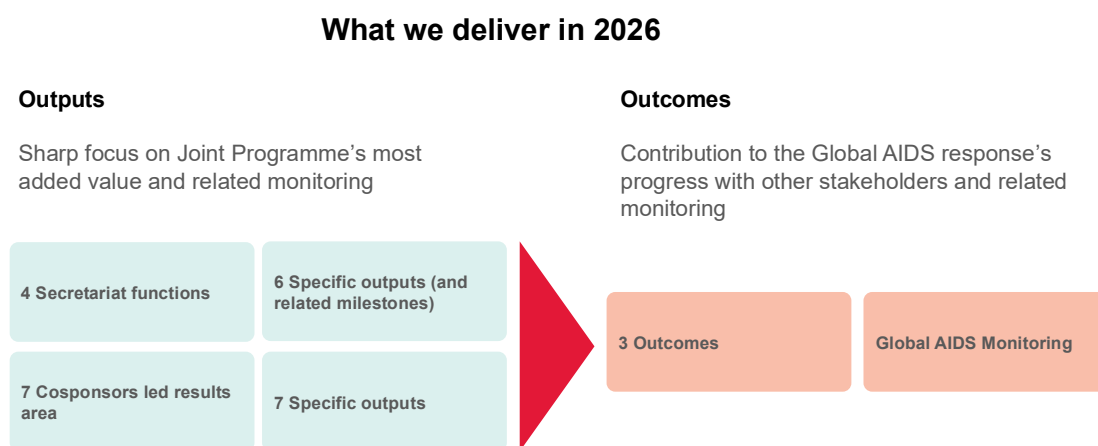 What we deliver in 2026
Outputs
Sharp focus on Joint Programme’s most
added value and related monitoring
4 Secretariat functions
6 Specific outputs (and
related milestones)
7 Cosponsors led results
area
7 Specific outputs
Outcomes
Contribution to the Global AIDS response’s
progress with other stakeholders and related
monitoring
3 Outcomes
Global AIDS Monitoring